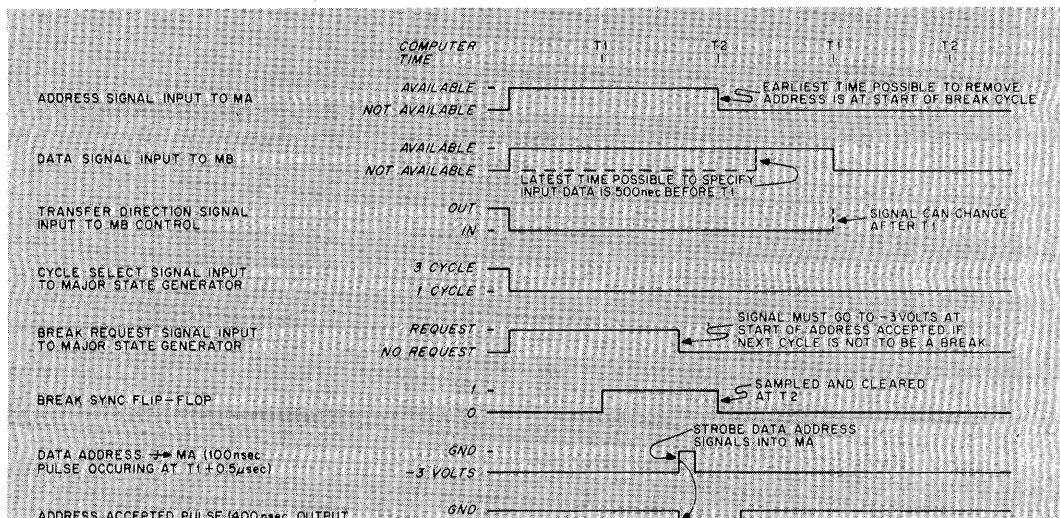 COMPUTER TIME T1 T2 T1 T2
ADDRESS SIGNAL INPUT TO MA
AVAILABLE
NOT AVAILABLE
EARLIEST TIME POSSIBLE TO REMOVE
ADDRESS IS AT START OF BREAK CYCLE
DATA SIGNAL INPUT TO MB
AVAILABLE
NOT AVAILABLE
LATEST TIME POSSIBLE TO SPECIFY
INPUT DATA IS 500nec BEFORE T1
TRANSFER DIRECTION SIGNAL
INPUT TO MB CONTROL
OUT
IN
SIGNAL CAN CHANGE
AFTER T1
CYCLE SELECT SIGNAL INPUT
TO MAJOR STATE GENERATOR
3 CYCLE
1 CYCLE
BREAK REQUEST SIGNAL INPUT
TO MAJOR STATE GENERATOR
REQUEST
NO REQUEST
SIGNAL MUST GO TO -3VOLTS AT
START OF ADDRESS ACCEPTED IF
NEXT CYCLE IS NOT TO BE A BREAK
BREAK SYNC FLIP-FLOP
1
0
SAMPLED AND CLEARED
AT T2
DATA ADDRESS → MA (100nsec
PULSE OCCURING AT T1+0.5μsec)
GND
-3 VOLTS
STROBE DATA ADDRESS
SIGNALS INTO MA
ADDRESS ACCEPTED PULSE (400nsec OUTPUT
GND